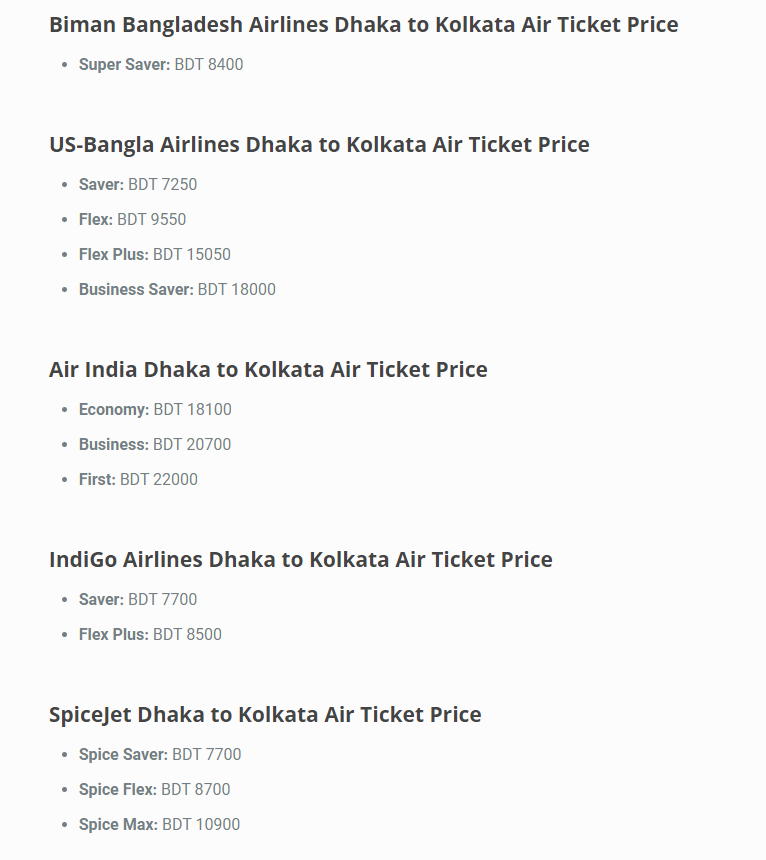 Biman Bangladesh Airlines Dhaka to Kolkata Air Ticket Price
• Super Saver: BDT 8400
US-Bangla Airlines Dhaka to Kolkata Air Ticket Price
• Saver: BDT 7250
• Flex: BDT 9550
• Flex Plus: BDT 15050
• Business Saver: BDT 18000
Air India Dhaka to Kolkata Air Ticket Price
• Economy: BDT 18100
• Business: BDT 20700
• First: BDT 22000
IndiGo Airlines Dhaka to Kolkata Air Ticket Price
• Saver: BDT 7700
• Flex Plus: BDT 8500
SpiceJet Dhaka to Kolkata Air Ticket Price
• Spice Saver: BDT 7700
• Spice Flex: BDT 8700
• Spice Max: BDT 10900